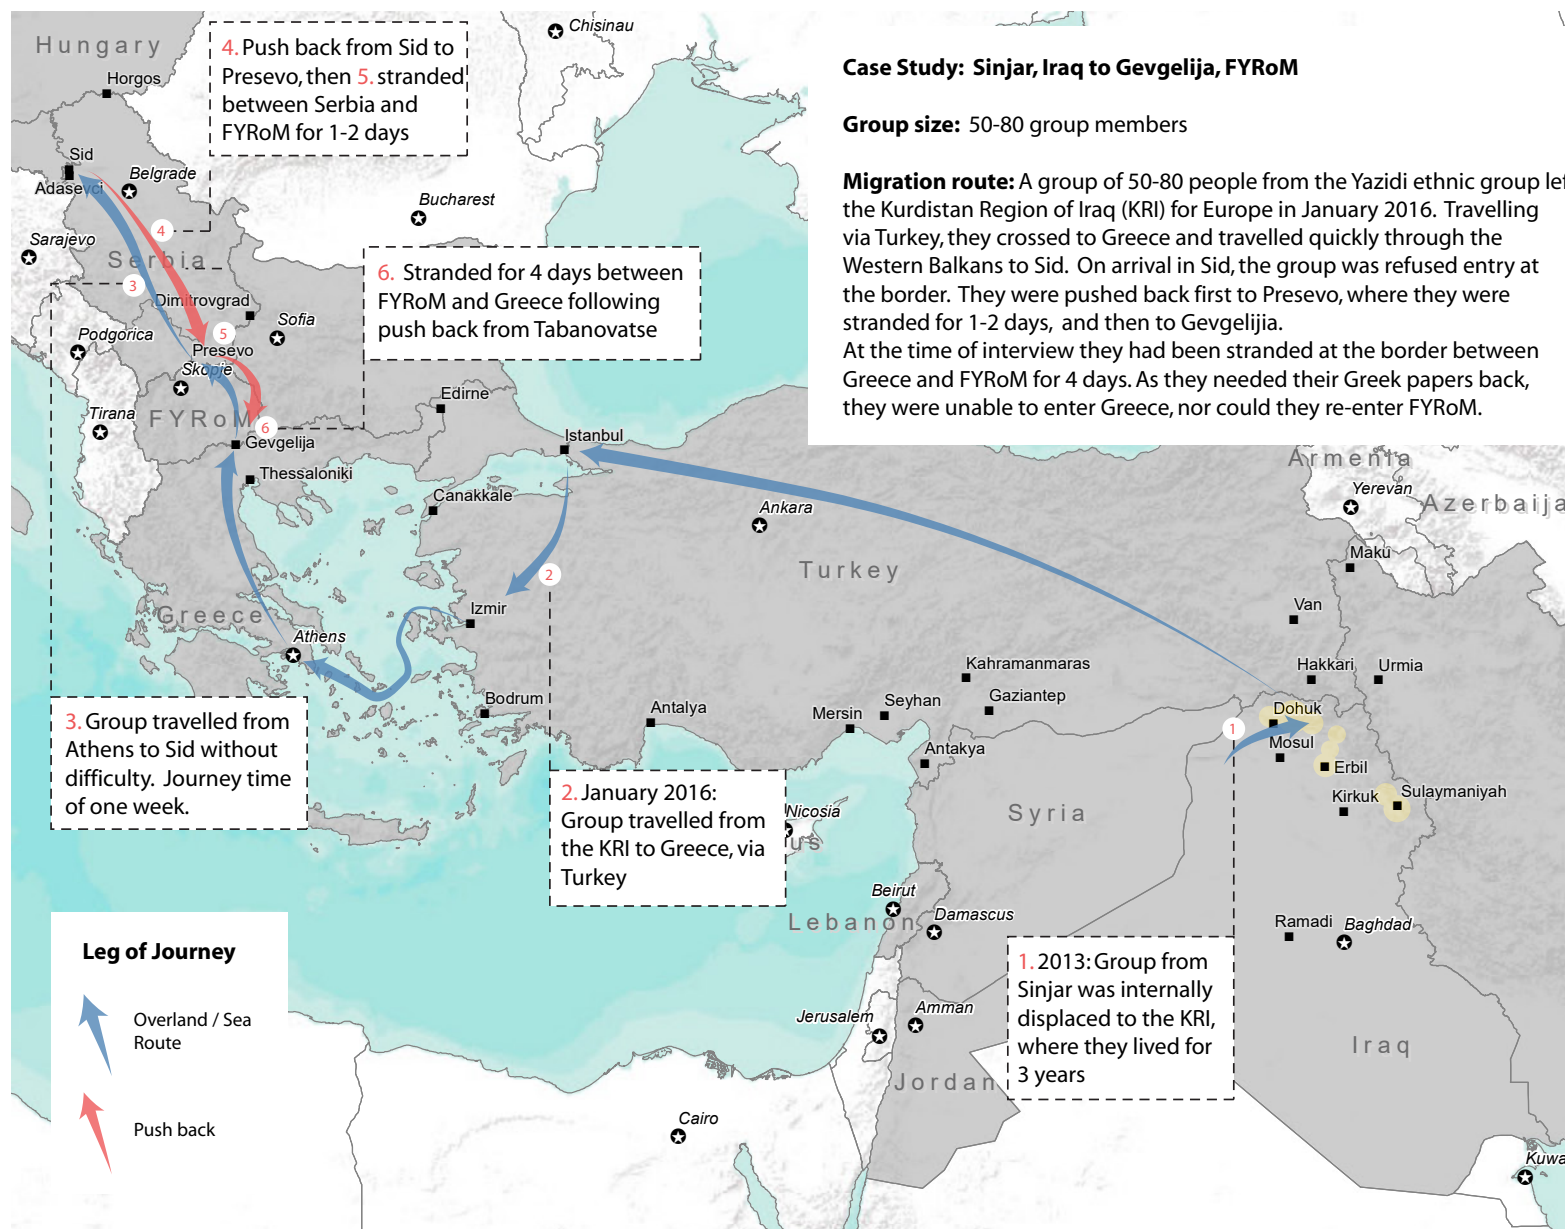 Case Study: Sinjar, Iraq to Gevgelija, FYRoM
Group size: 50-80 group members
Migration route: A group of 50-80 people from the Yazidi ethnic group lef
the Kurdistan Region of Iraq (KRI) for Europe in January 2016. Travelling
via Turkey, they crossed to Greece and travelled quickly through the
Western Balkans to Sid. On arrival in Sid, the group was refused entry at
the border. They were pushed back first to Presevo, where they were
stranded for 1-2 days, and then to Gevgelijia.
At the time of interview they had been stranded at the border between
Greece and FYRoM for 4 days. As they needed their Greek papers back,
they were unable to enter Greece, nor could they re-enter FYRoM.
4. Push back from Sid to
Presevo, then 5. stranded
between Serbia and
FYRoM for 1-2 days
6. Stranded for 4 days between
FYRoM and Greece following
push back from Tabanovatse
3. Group travelled from
Athens to Sid without
difficulty. Journey time
of one week.
2. January 2016:
Group travelled from
the KRI to Greece, via
Turkey
1. 2013: Group from
Sinjar was internally
displaced to the KRI,
where they lived for
3 years
Leg of Journey
Overland / Sea
Route
Push back
Hungary
Horgos
Chisinau
Sid
Adasevci
Belgrade
Bucharest
Sarajevo
4
Serbia
3
Dimitrovgrad
5
Sofia
Podgorica
Presevo
Skopje
Tirana
FYRoM
6
Gevgelija
Edirne
Istanbul
Thessaloniki
Canakkale
Ankara
Armenia
Yerevan
Azerbaija
Maku
Turkey
2
Izmir
Greece
Athens
Van
Hakkari
Urmia
Kahramanmaras
Gaziantep
Seyhan
Mersin
Bodrum
Antalya
Antakya
Dohuk
1
Mosul
Erbil
Kirkuk
Sulaymaniyah
Nicosia
us
Syria
Beirut
Lebanon
Damascus
Ramadi
Baghdad
Jerusalem
Amman
Iraq
Jordan
Cairo
Kuwa